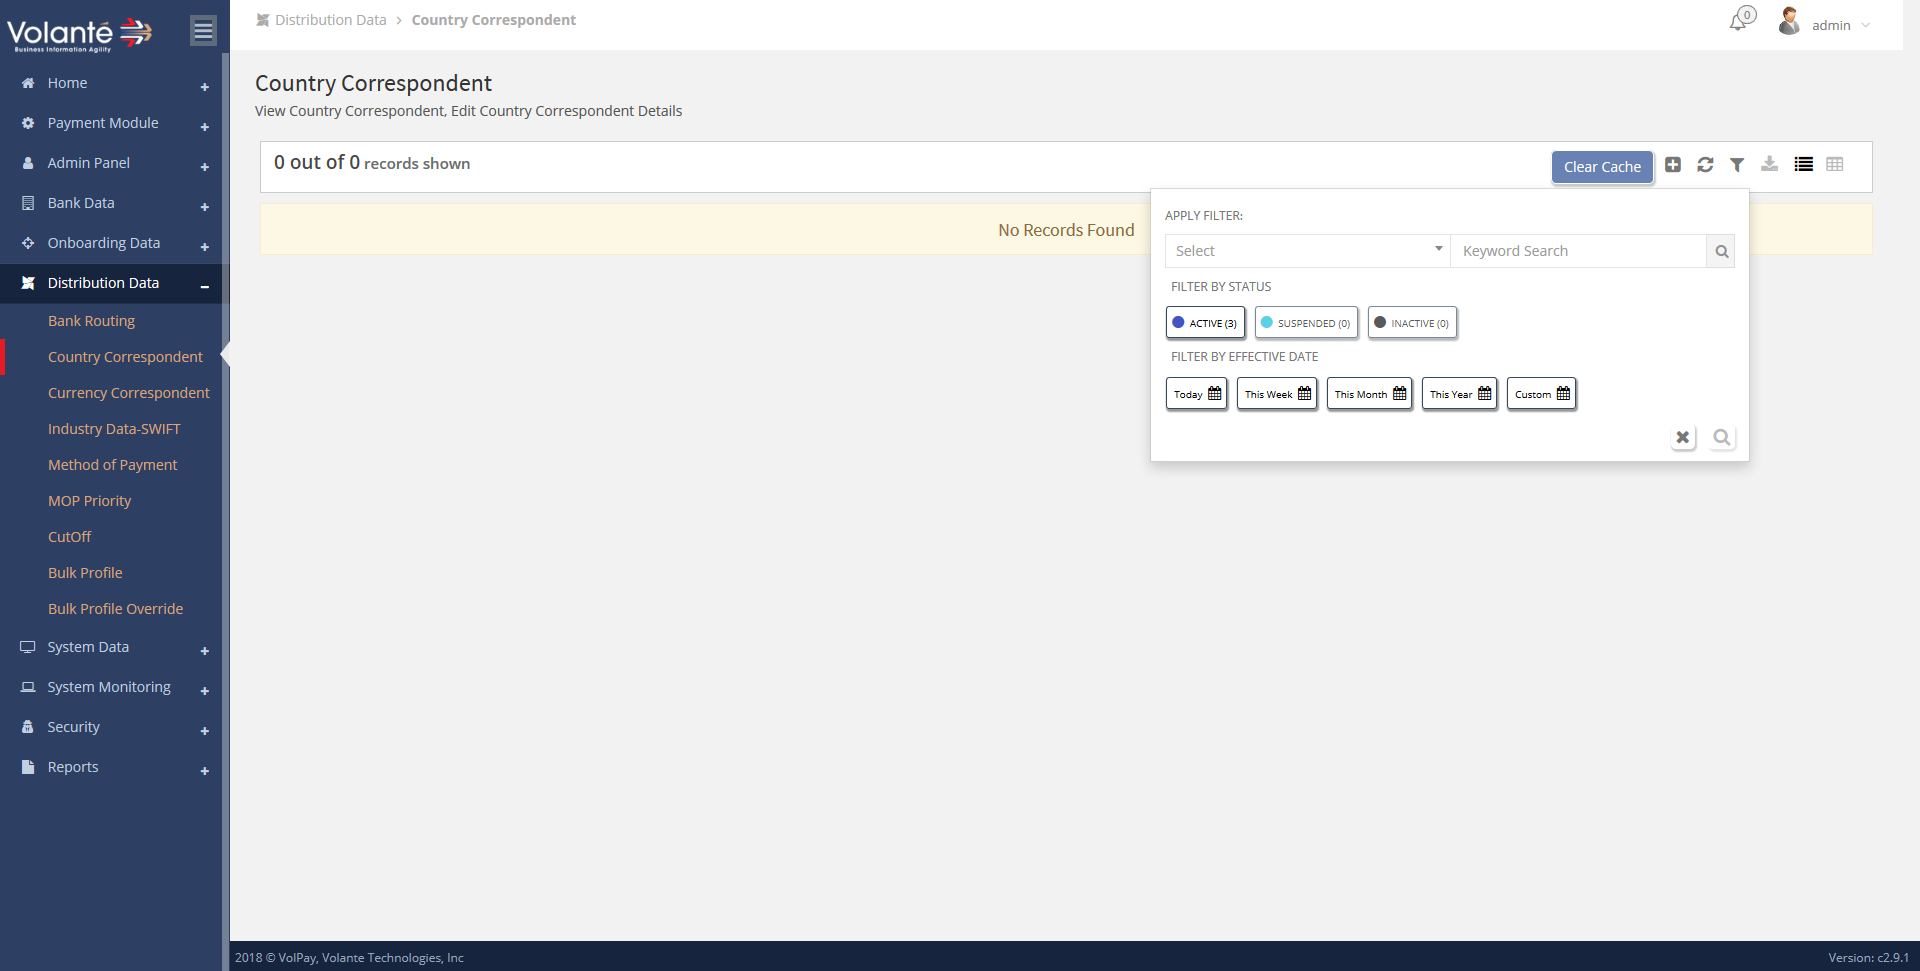 Volanté
Business Information Agility
Distribution Data › Country Correspondent
0
admin
Home
Payment Module
Admin Panel
Bank Data
Onboarding Data
Distribution Data
Bank Routing
Country Correspondent
Currency Correspondent
Industry Data-SWIFT
Method of Payment
MOP Priority
CutOff
Bulk Profile
Bulk Profile Override
System Data
System Monitoring
Security
Reports
Country Correspondent
View Country Correspondent, Edit Country Correspondent Details
0 out of 0 records shown
Clear Cache
No Records Found
APPLY FILTER:
Select
Keyword Search
FILTER BY STATUS
ACTIVE (3) SUSPENDED (0) INACTIVE (0)
FILTER BY EFFECTIVE DATE
Today This Week This Month This Year Custom
2018 © VolPay, Volante Technologies, Inc
Version: c2.9.1